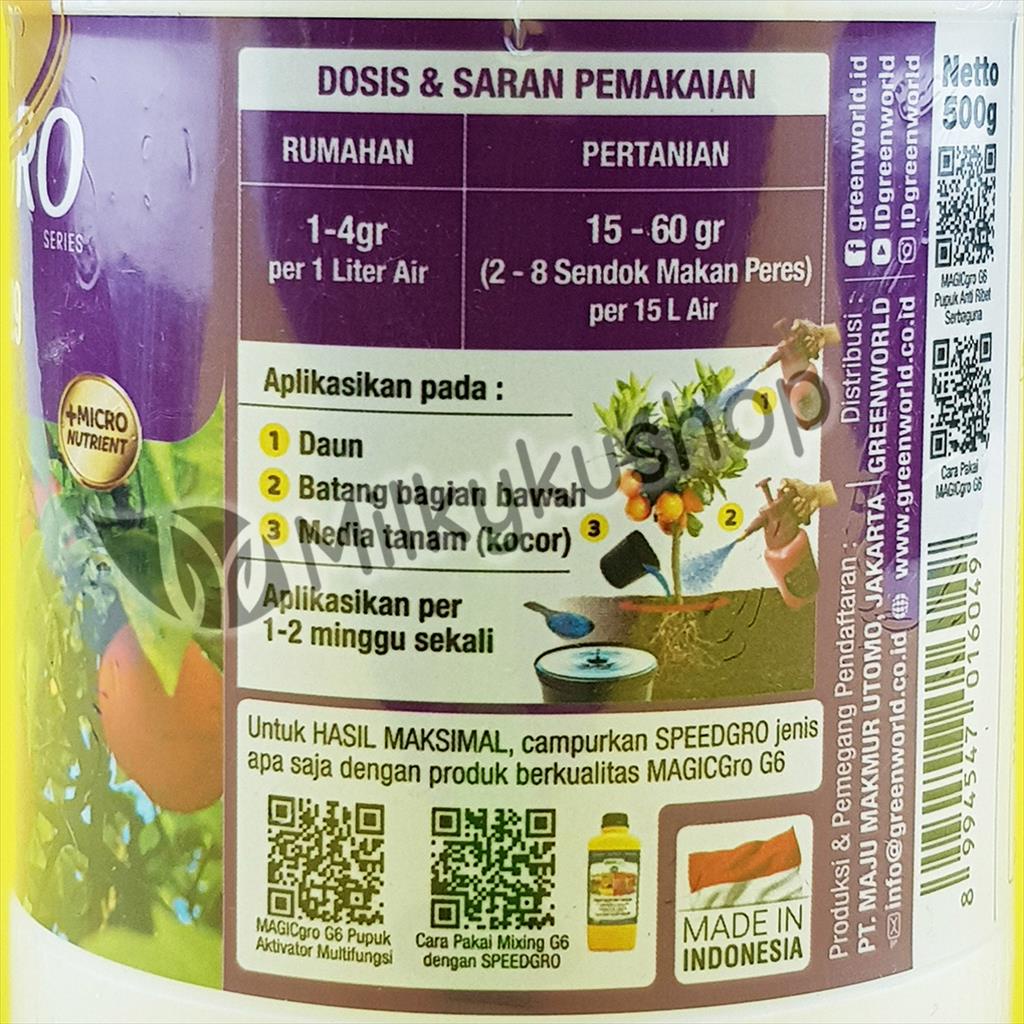 RO
SERIES
+MICRO
NUTRIENT
DOSIS & SARAN PEMAKAIAN
RUMAHAN
PERTANIAN
1-4gr
per 1 Liter Air
15 - 60 gr
(2 - 8 Sendok Makan Peres)
per 15 L Air
Aplikasikan pada :
1 Daun
2 Batang bagian bawah
3 Media tanam (kocor)
1
2
3
Aplikasikan per
1-2 minggu sekali
Milkykushop
Untuk HASIL MAKSIMAL, campurkan SPEEDGRO jenis
apa saja dengan produk berkualitas MAGICGro G6
MAGICgro G6 Pupuk
Aktivator Multifungsi
Cara Pakai Mixing G6
dengan SPEEDGRO
MADE IN
INDONESIA
Produksi & Pemegang Pendaftaran :
PT. MAJU MAKMUR UTOMO, JAKARTA
info@greenworld.co.id
Distribusi :
GREENWORLD
www.greenworld.co.id
greenworld.id
IDgreenworld
IDgreenworld
Netto
500g
MAGICgro G6
Pupuk Anti Ribet
Serbaguna
Cara Pakai
MAGICgro G6
8 994547 016049